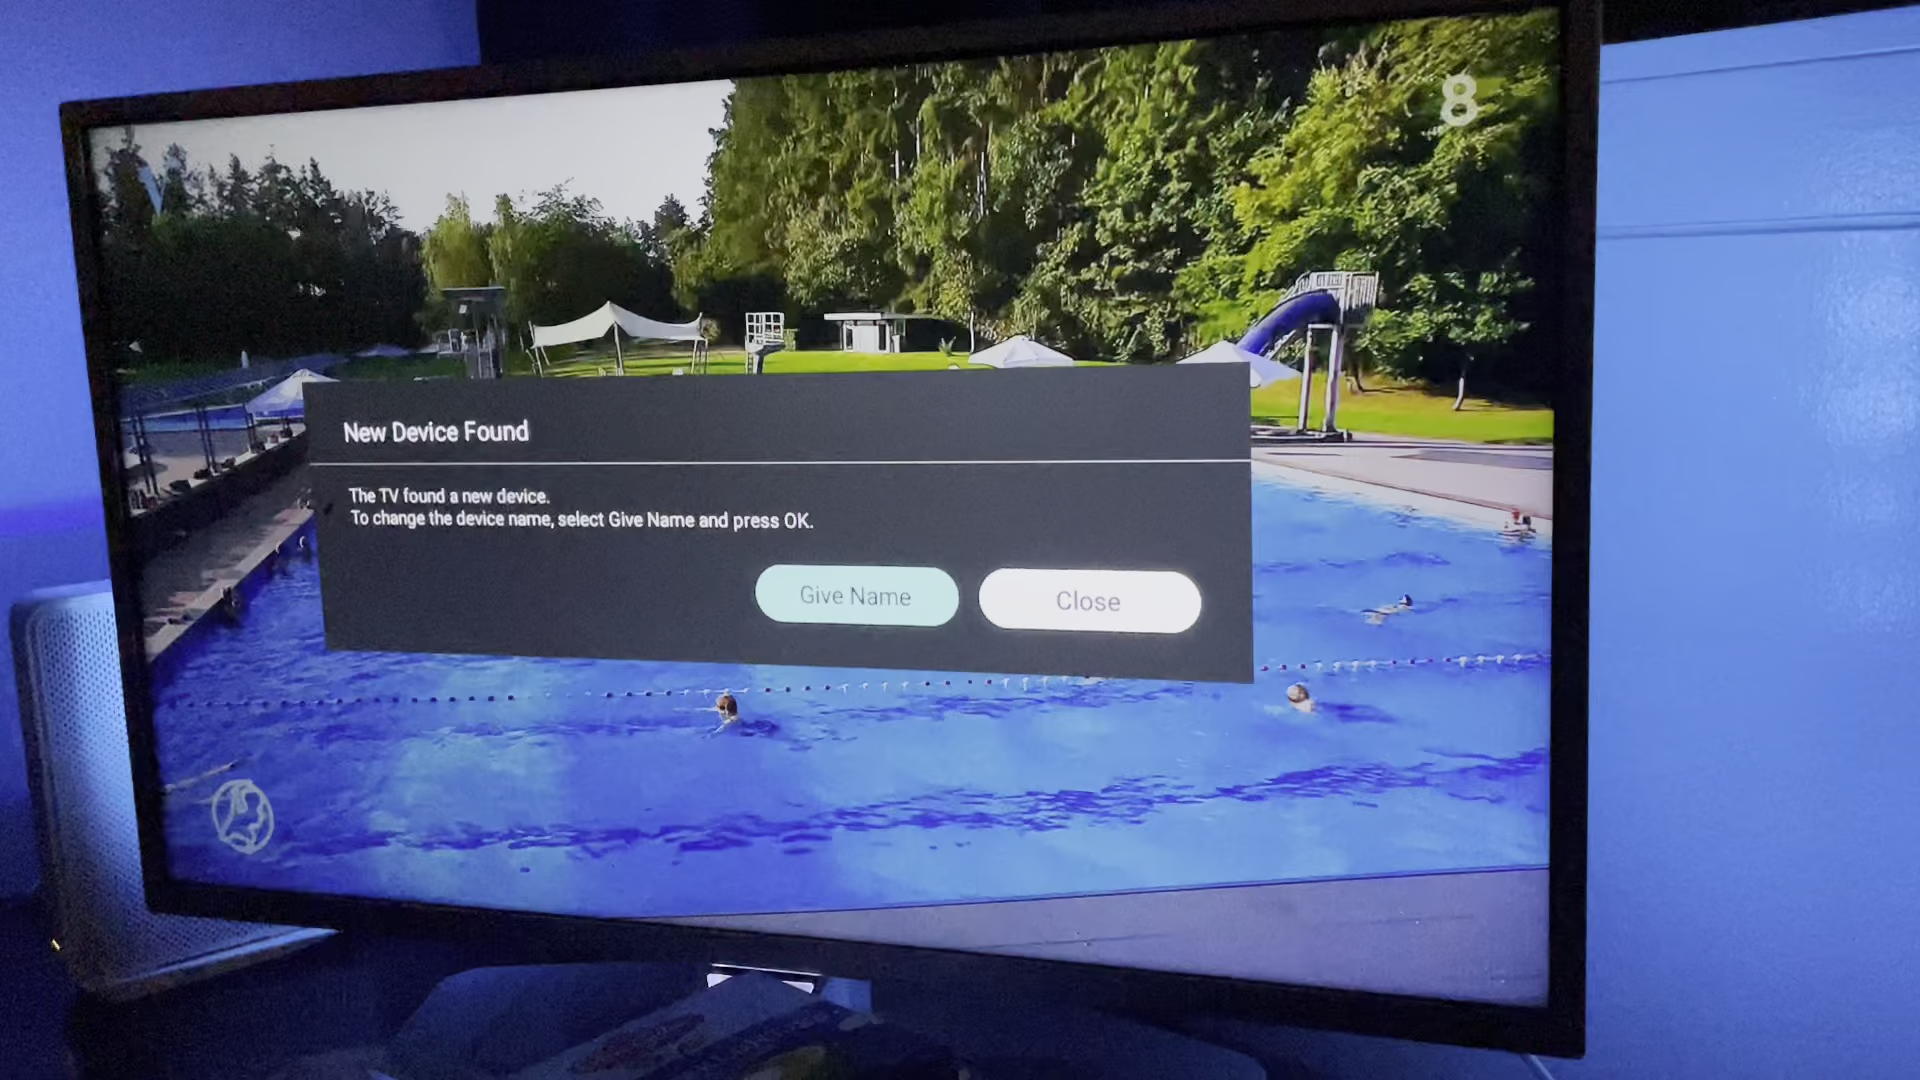 8
New Device Found
The TV found a new device.
To change the device name, select Give Name and press OK.
Give Name
Close